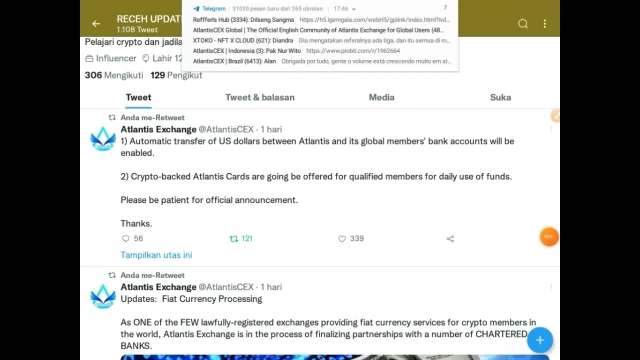 Telegram | 31035 pesan baru dari 265 obrolan | 17:46
RECEH UPDAT
1.108 Tweet
Reffferls Hub (3334): Dilseng Sangma https://h5.igemgala.com/webH5/gplink/index.html?lvd...
AtlantisCEX Global | The Official English Community of Atlantis Exchange for Global Users (48...
XTOKO - NFT X CLOUD (621): Diandra Dia mengatakan referalnya ada tiga, dan itu semua di m...
AtlantisCEX | Indonesia (3): Pak Nur Wito https://www.probit.com/r/1962664
AtlantisCEX | Brazil (6413): Alan Obrigada por tudo, gente o volume está crescendo muito em at...
Pelajari crypto dan jadila
Influencer Lahir 12
306 Mengikuti 129 Pengikut
Tweet Tweet & balasan Media Suka
Anda me-Retweet
Atlantis Exchange @AtlantisCEX · 1 hari
1) Automatic transfer of US dollars between Atlantis and its global members' bank accounts will be
enabled.
2) Crypto-backed Atlantis Cards are going be offered for qualified members for daily use of funds.
Please be patient for official announcement.
Thanks.
56 121 339
Tampilkan utas ini
Anda me-Retweet
Atlantis Exchange @AtlantisCEX · 1 hari
Updates: Fiat Currency Processing
As ONE of the FEW lawfully-registered exchanges providing fiat currency services for crypto members in
the world, Atlantis Exchange is in the process of finalizing partnerships with a number of CHARTERED
BANKS.